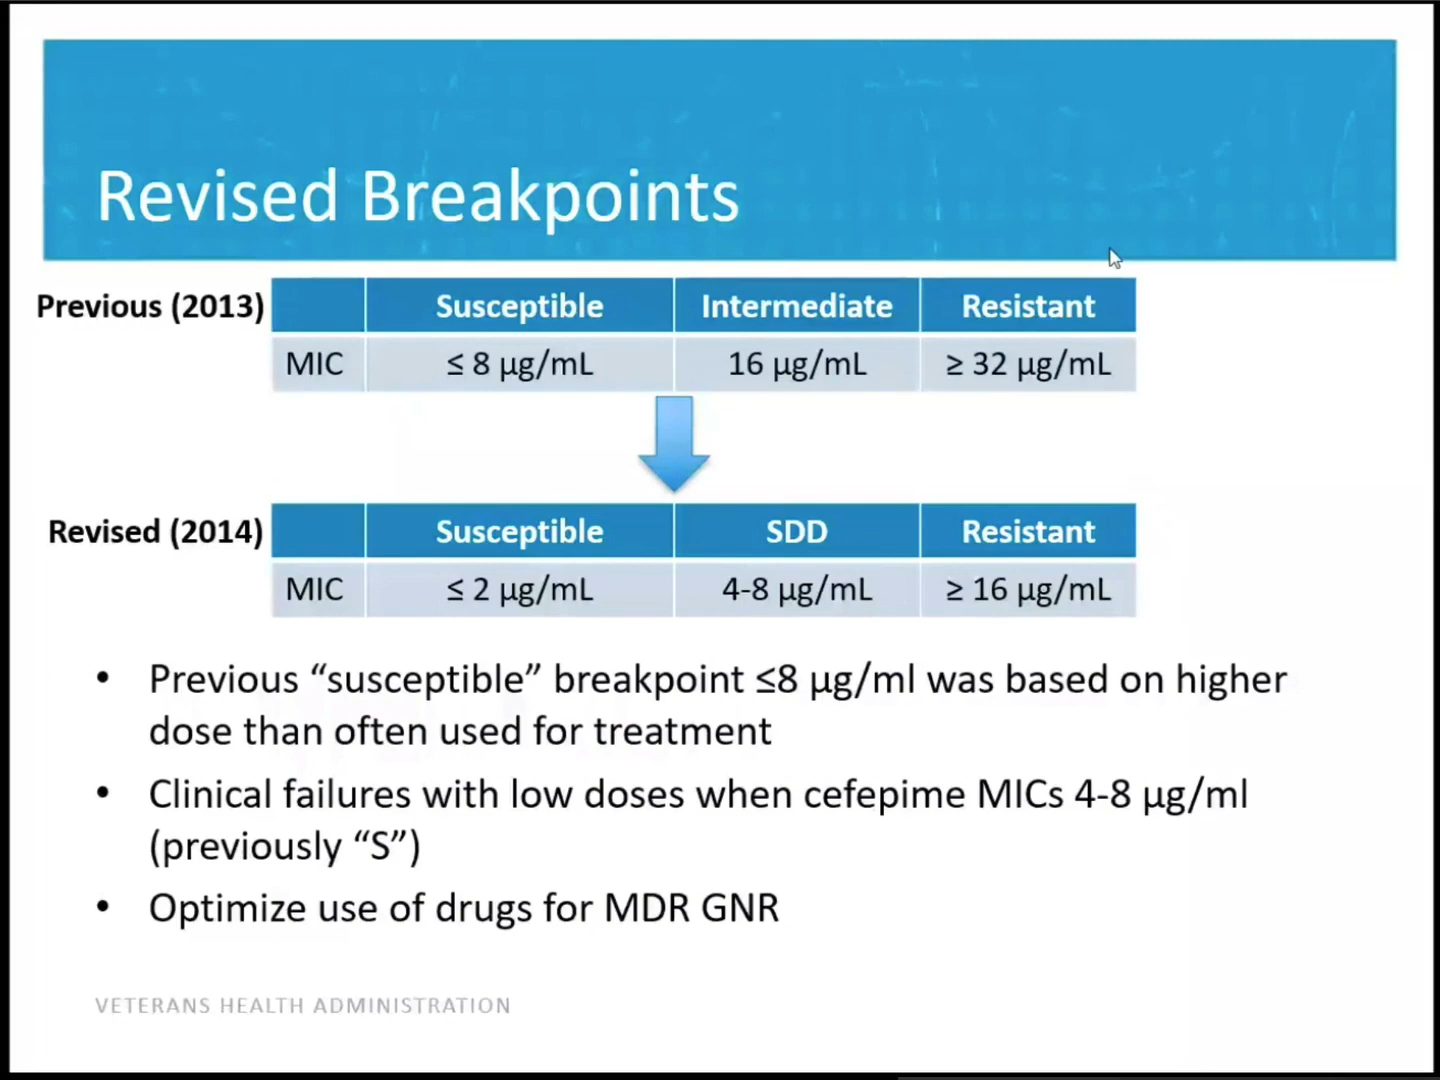 Revised Breakpoints
Previous (2013) Susceptible Intermediate Resistant
MIC ≤ 8 µg/mL 16 µg/mL ≥ 32 µg/mL
Revised (2014) Susceptible SDD Resistant
MIC ≤ 2 µg/mL 4-8 µg/mL ≥ 16 µg/mL
• Previous “susceptible” breakpoint ≤8 µg/ml was based on higher
dose than often used for treatment
• Clinical failures with low doses when cefepime MICs 4-8 µg/ml
(previously “S”)
• Optimize use of drugs for MDR GNR
VETERANS HEALTH ADMINISTRATION